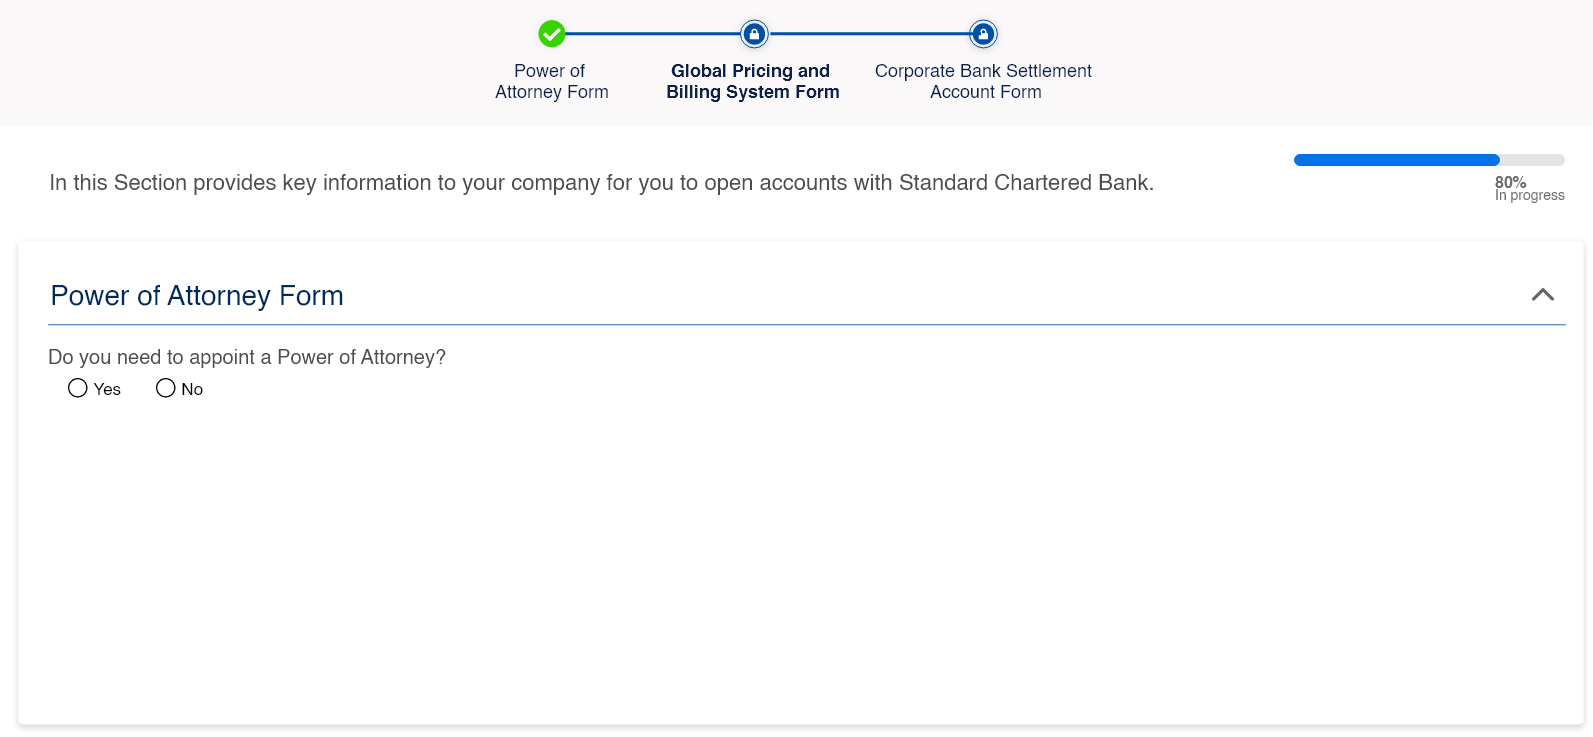 Power of
Attorney Form
Global Pricing and
Billing System Form
Corporate Bank Settlement
Account Form
In this Section provides key information to your company for you to open accounts with Standard Chartered Bank.
80%
In progress
Power of Attorney Form
Do you need to appoint a Power of Attorney?
Yes No